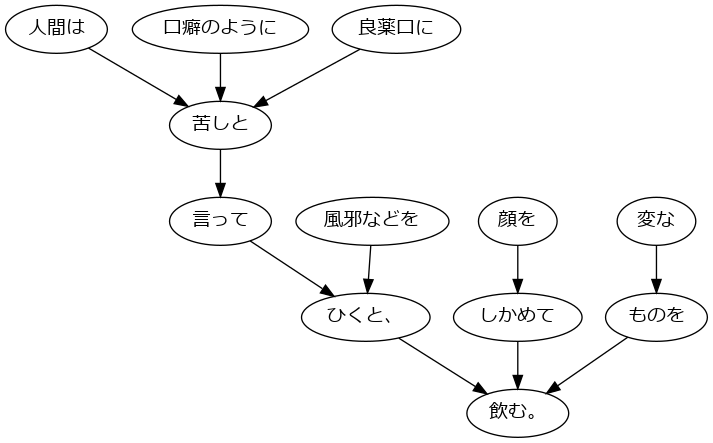 人間は 口癖のように 良薬口に
苦しと
言って 風邪などを 顔を 変な
ひくと、 しかめて ものを
飲む。